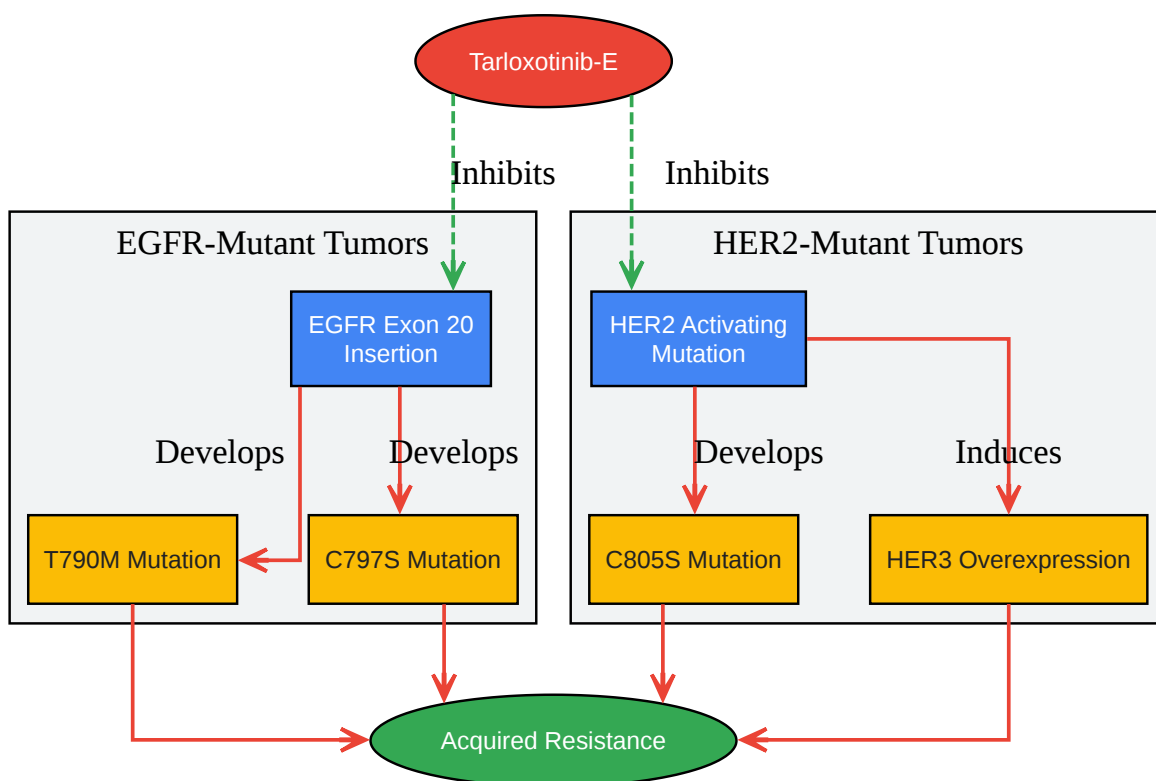 Tarloxotinib-E
Inhibits
Inhibits
EGFR-Mutant Tumors
HER2-Mutant Tumors
EGFR Exon 20
Insertion
HER2 Activating
Mutation
Develops
Develops
Develops
Induces
T790M Mutation
C797S Mutation
C805S Mutation
HER3 Overexpression
Acquired Resistance